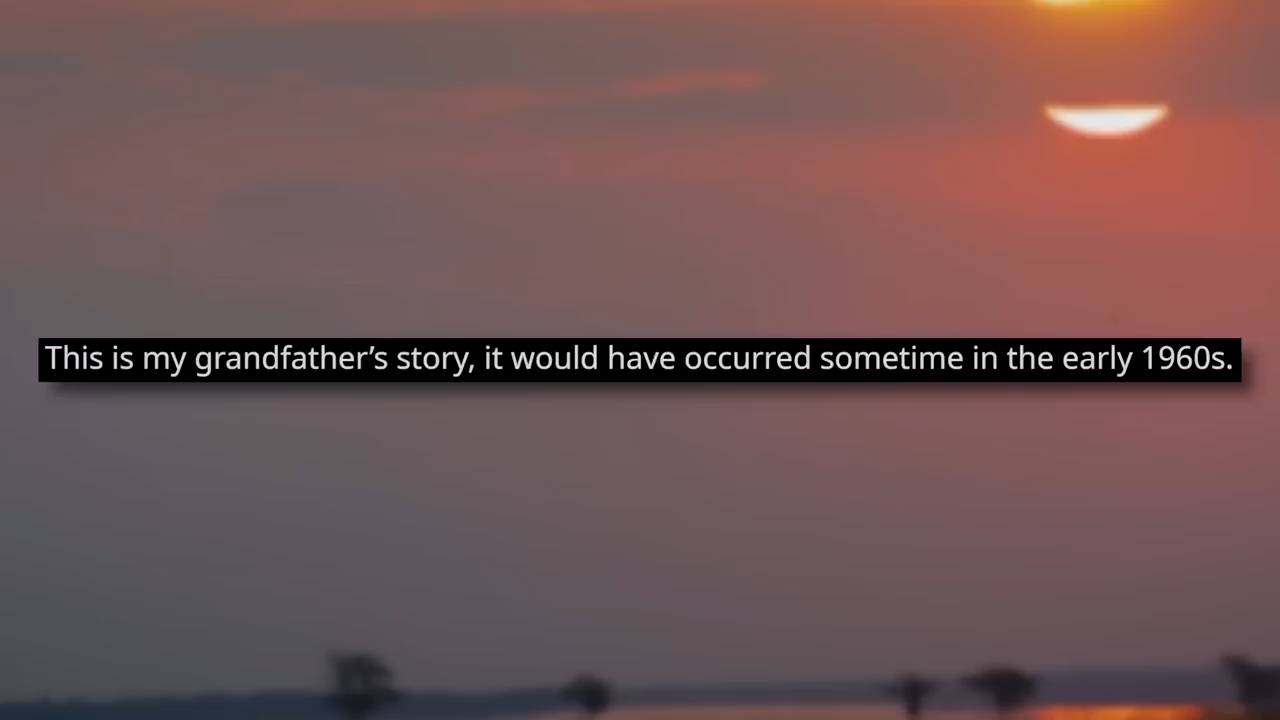 This is my grandfather’s story, it would have occurred sometime in the early 1960s.